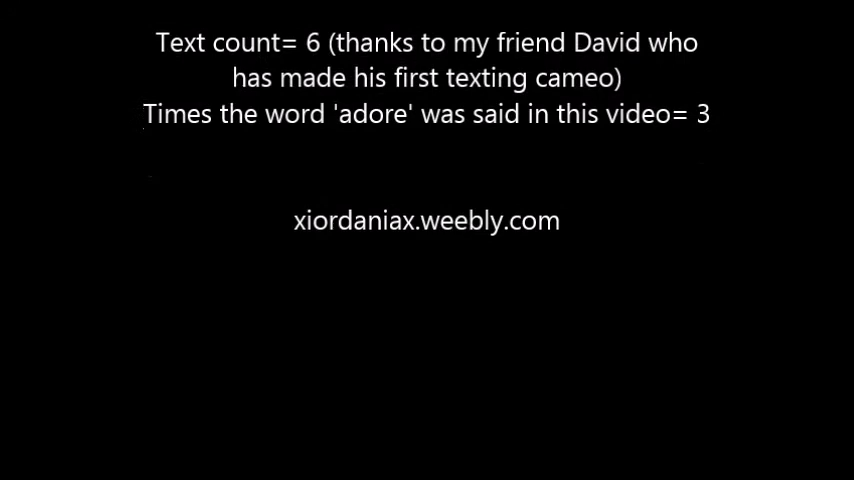 Text count= 6 (thanks to my friend David who
has made his first texting cameo)
Times the word 'adore' was said in this video= 3
xiordaniax.weebly.com